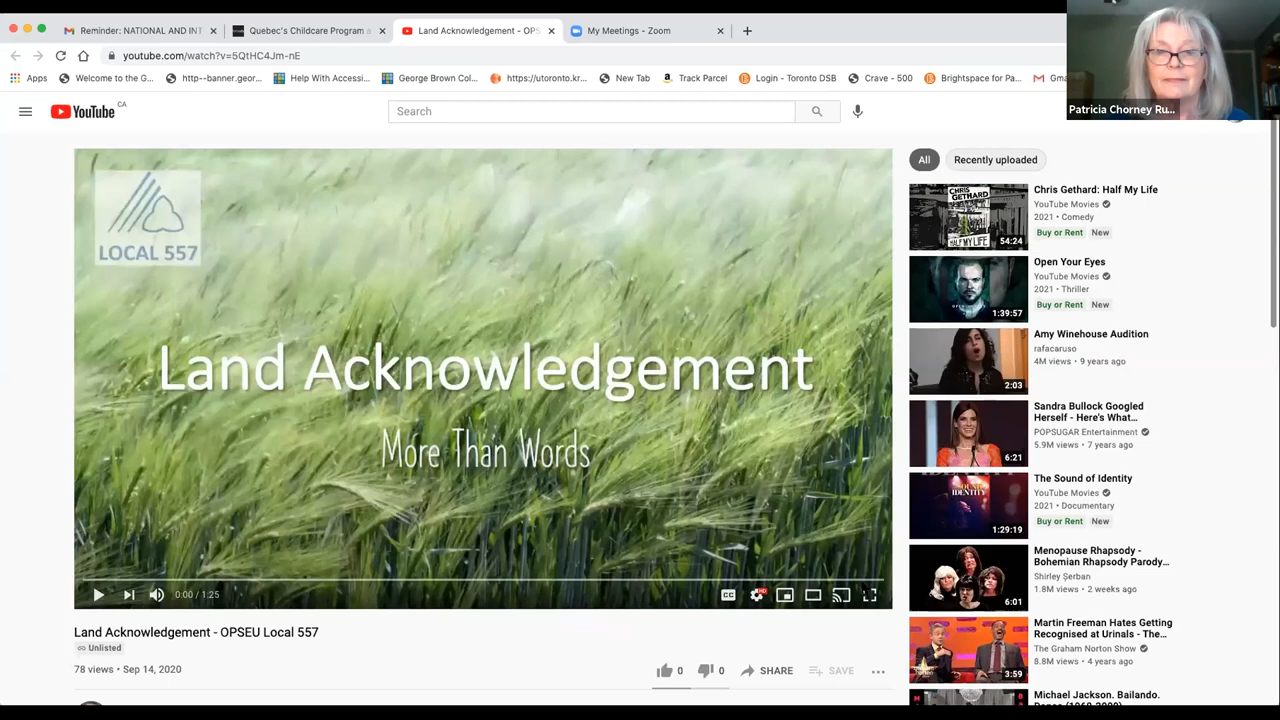 Reminder: NATIONAL AND INT
Quebec's Childcare Program a
Land Acknowledgement - OPS
My Meetings - Zoom
youtube.com/watch?v=5QtHC4Jm-nE
Apps
Welcome to the G...
http--banner.geor...
Help With Accessi...
George Brown Col...
https://utoronto.kr...
New Tab
Track Parcel
Login - Toronto DSB
Crave - 500
Brightspace for Pa...
Gma
Patricia Chorney Ru...
YouTube CA
Search
All
Recently uploaded
LOCAL 557
Land Acknowledgement
More Than Words
0:00 / 1:25
CC
HD
Land Acknowledgement - OPSEU Local 557
Unlisted
78 views • Sep 14, 2020
0
0
SHARE
SAVE
CHRIS
GETHARD
HALF MY LIFE
54:24
Chris Gethard: Half My Life
YouTube Movies
2021 • Comedy
Buy or Rent
New
1:39:57
Open Your Eyes
YouTube Movies
2021 • Thriller
Buy or Rent
New
2:03
Amy Winehouse Audition
rafacaruso
4M views • 9 years ago
6:21
Sandra Bullock Googled
Herself - Here's What...
POPSUGAR Entertainment
5.9M views • 7 years ago
IDENTITY
1:29:19
The Sound of Identity
YouTube Movies
2021 • Documentary
Buy or Rent
New
6:01
Menopause Rhapsody -
Bohemian Rhapsody Parody...
Shirley Șerban
1.8M views • 2 weeks ago
3:59
Martin Freeman Hates Getting
Recognised at Urinals - The...
The Graham Norton Show
8.8M views • 4 years ago
Michael Jackson. Bailando.